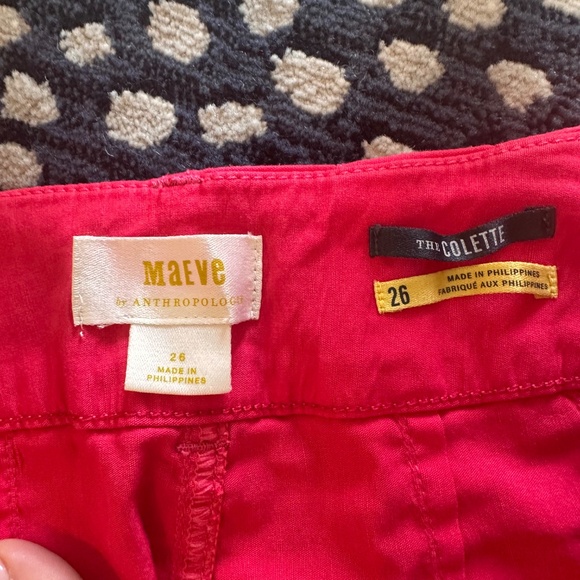 MaEVe
by ANTHROPOLOGIE
26
MADE IN
PHILIPPINES
THE COLETTE
26
MADE IN PHILIPPINES
FABRIQUÉ AUX PHILIPPINES